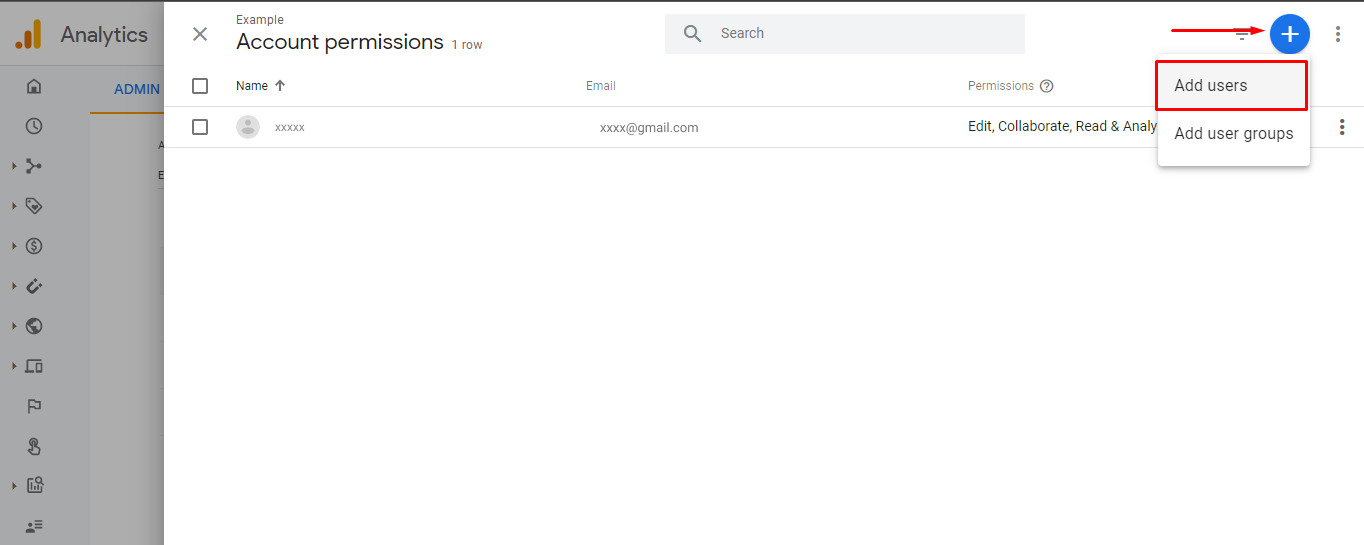 Analytics
Example
Account permissions 1 row
Search
ADMIN
Name
Email
Permissions
Add users
xxxxx
xxxx@gmail.com
Edit, Collaborate, Read & Analy
Add user groups
A
E